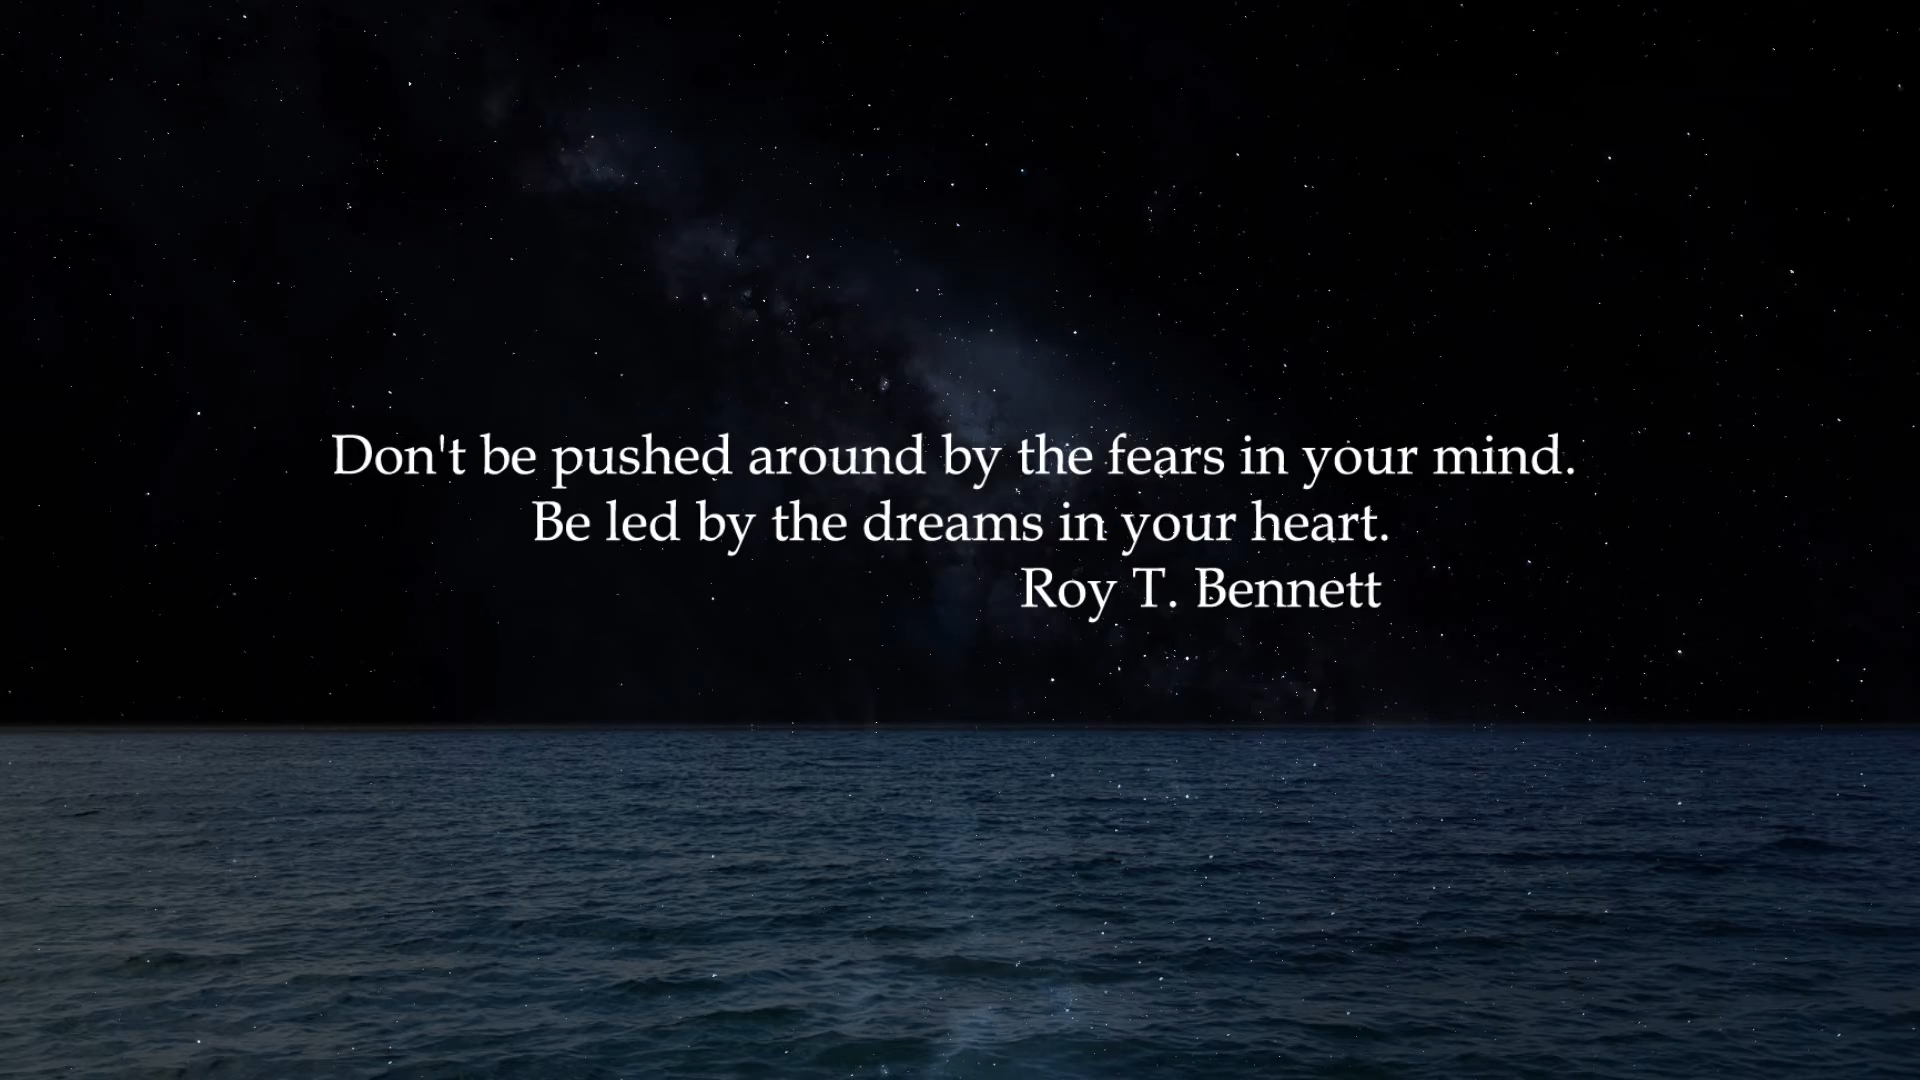 Don't be pushed around by the fears in your mind.
Be led by the dreams in your heart.
Roy T. Bennett